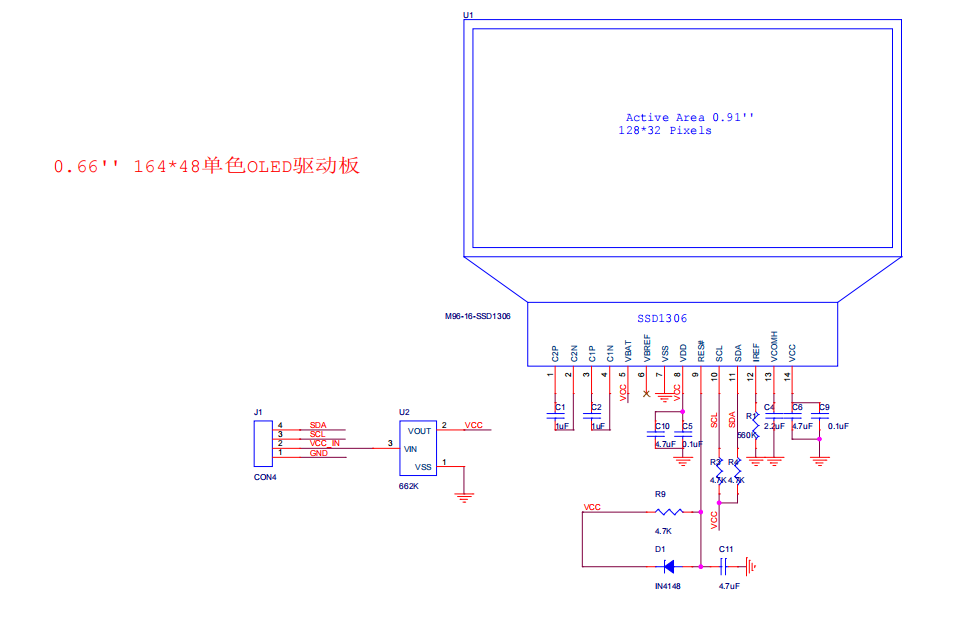 U1
Active Area 0.91''
128*32 Pixels
0.66'' 164*48单色OLED驱动板
M96-16-SSD1306
SSD1306
C2P
C2N
C1P
C1N
VBAT
VBREF
VSS
VDD
RES#
SCL
SDA
IREF
VCOMH
VCC
1
2
3
4
5
6
7
8
9
10
11
12
13
14
VCC
VCC
C1
1uF
C2
1uF
C10
4.7uF
C5
0.1uF
SCL
SDA
R1
560K
C4
2.2uF
C6
4.7uF
C9
0.1uF
4.7K
4.7K
VCC
J1
4 SDA
3 SCL
2 VCC_IN
1 GND
CON4
U2
VOUT
VIN
VSS
2 VCC
3
1
662K
R9
VCC
4.7K
D1
IN4148
C11
4.7uF